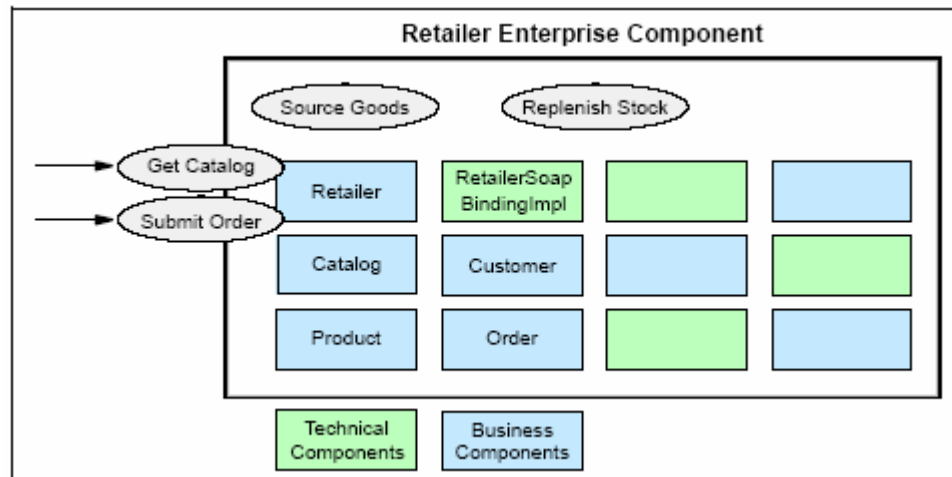 Retailer Enterprise Component
Source Goods
Replenish Stock
Get Catalog
Submit Order
Retailer
RetailerSoap
BindingImpl
Catalog
Customer
Product
Order
Technical
Components
Business
Components